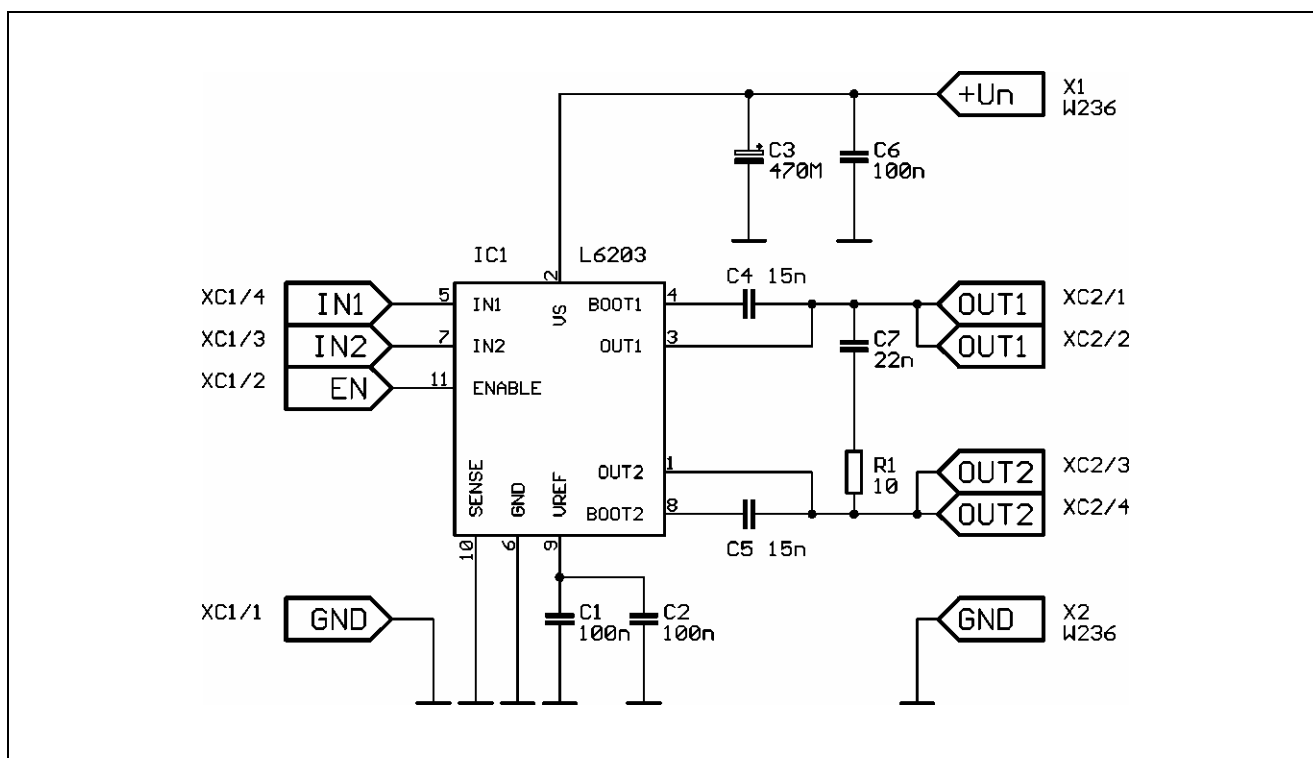 +Un
X1
W236
C3
470M
C6
100n
IC1
L6203
2
C4 15n
XC1/4
IN1
5
IN1
VS
BOOT1
4
OUT1
XC2/1
XC1/3
IN2
7
IN2
OUT1
3
C7
22n
OUT1
XC2/2
XC1/2
EN
11
ENABLE
SENSE
GND
VREF
OUT2
1
R1
10
OUT2
XC2/3
BOOT2
8
OUT2
XC2/4
10
6
9
C5 15n
XC1/1
GND
C1
100n
C2
100n
GND
X2
W236